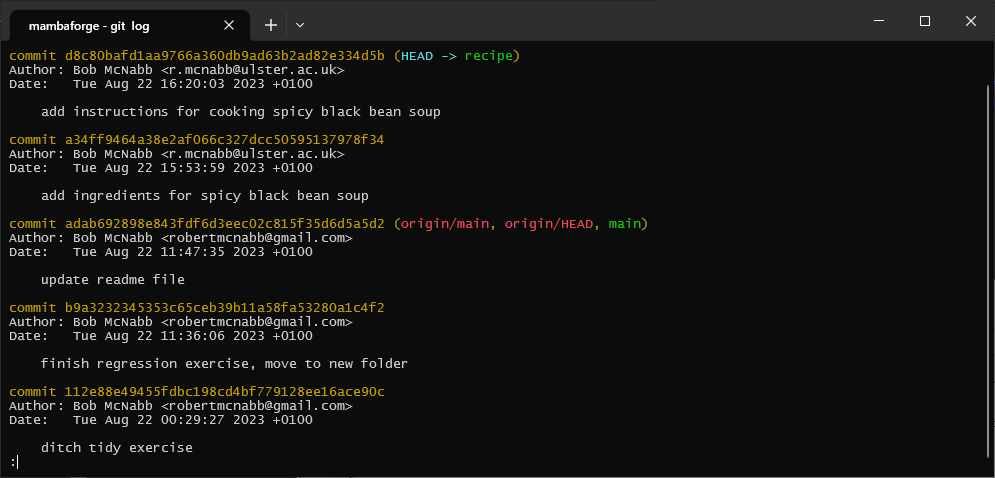 mambaforge - git log
commit d8c80bafd1aa9766a360db9ad63b2ad82e334d5b (HEAD -> recipe)
Author: Bob McNabb <r.mcnabb@ulster.ac.uk>
Date:   Tue Aug 22 16:20:03 2023 +0100
    add instructions for cooking spicy black bean soup
commit a34ff9464a38e2af066c327dcc50595137978f34
Author: Bob McNabb <r.mcnabb@ulster.ac.uk>
Date:   Tue Aug 22 15:53:59 2023 +0100
    add ingredients for spicy black bean soup
commit adab692898e843fdf6d3eec02c815f35d6d5a5d2 (origin/main, origin/HEAD, main)
Author: Bob McNabb <robertmcnabb@gmail.com>
Date:   Tue Aug 22 11:47:35 2023 +0100
    update readme file
commit b9a3232345353c65ceb39b11a58fa53280a1c4f2
Author: Bob McNabb <robertmcnabb@gmail.com>
Date:   Tue Aug 22 11:36:06 2023 +0100
    finish regression exercise, move to new folder
commit 112e88e49455fdbc198cd4bf779128ee16ace90c
Author: Bob McNabb <robertmcnabb@gmail.com>
Date:   Tue Aug 22 00:29:27 2023 +0100
    ditch tidy exercise
: